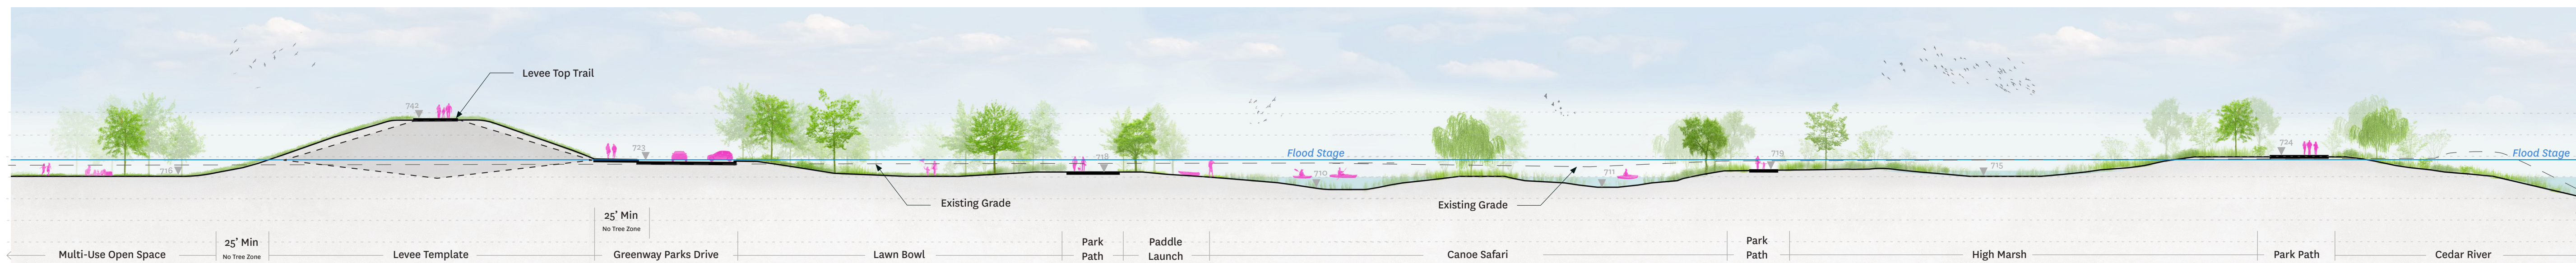 Levee Top Trail
742
716
723
718
710
711
719
715
724
Flood Stage
Flood Stage
Existing Grade
Existing Grade
25' Min
No Tree Zone
Multi-Use Open Space
25' Min
No Tree Zone
Levee Template
Greenway Parks Drive
Lawn Bowl
Park
Path
Paddle
Launch
Canoe Safari
Park
Path
High Marsh
Park Path
Cedar River